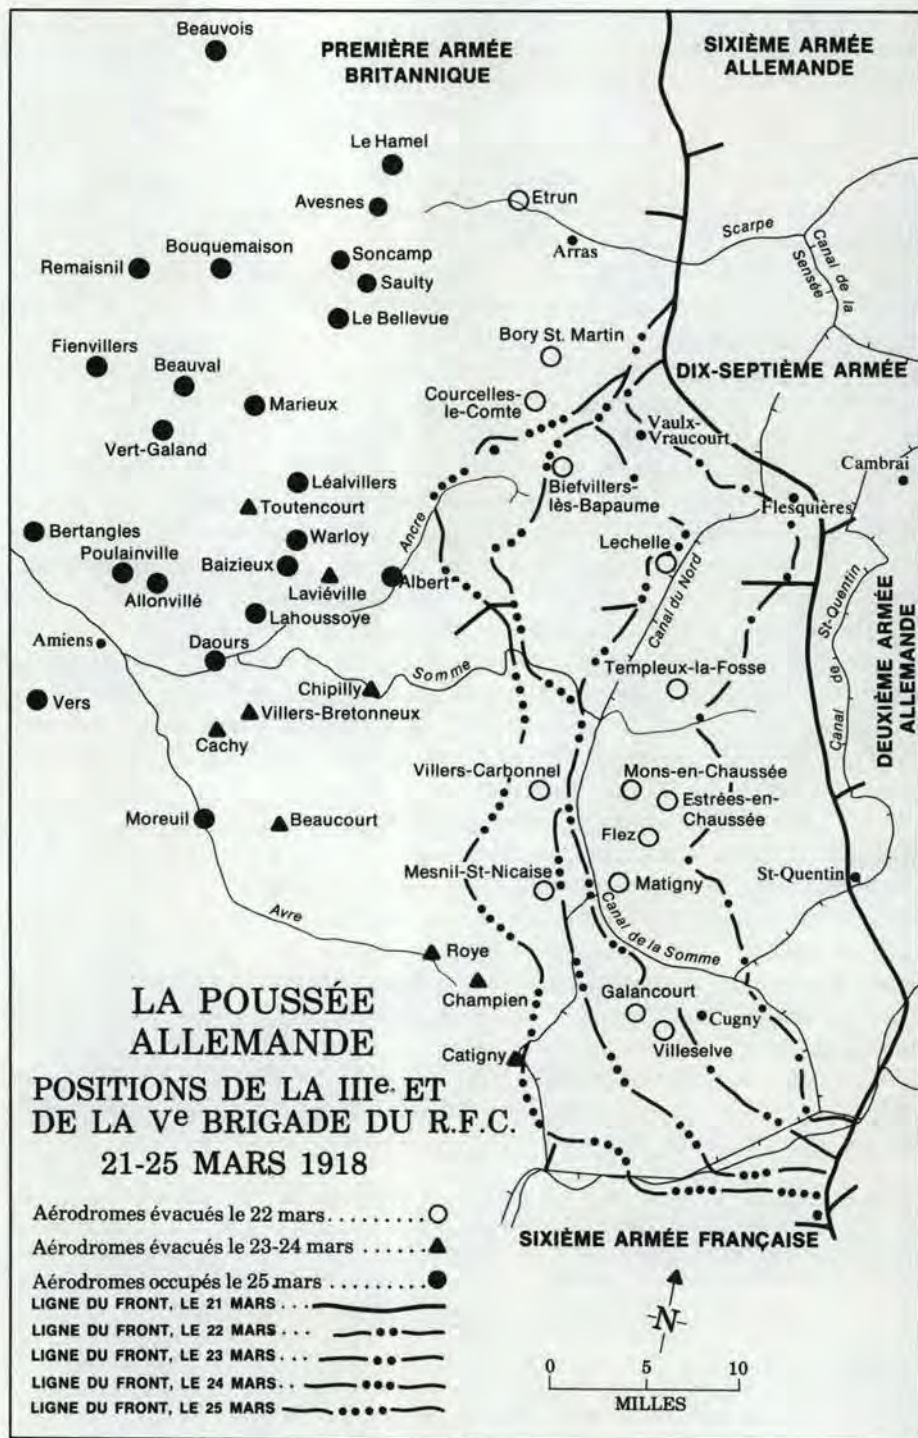 Beauvois
PREMIÈRE ARMÉE
BRITANNIQUE
SIXIÈME ARMÉE
ALLEMANDE
Le Hamel
Avesnes
Etrun
Scarpe
Canal de la
Sensée
Arras
Remaisnil
Bouquemaison
Soncamp
Saulty
Le Bellevue
Bory St. Martin
Fienvillers
Beauval
Marieux
Vert-Galand
Courcelles-
le-Comte
DIX-SEPTIÈME ARMÉE
Vaulx-
Vraucourt
Cambrai
Léalvillers
Toutencourt
Biefvillers-
lès-Bapaume
Flesquières
Ancre
Bertangles
Poulainville
Warloy
Baizieux
Laviéville
Albert
Allonvillé
Lahoussoye
Lechelle
Canal du Nord
St-Quentin
Canal de
DEUXIÈME ARMÉE
ALLEMANDE
Amiens
Daours
Somme
Templeux-la-Fosse
Chipilly
Vers
Villers-Bretonneux
Cachy
Villers-Carbonnel
Mons-en-Chaussée
Estrées-en-
Chaussée
Moreuil
Beaucourt
Flez
Mesnil-St-Nicaise
Matigny
St-Quentin
Avre
Canal de la Somme
Roye
Champien
Galancourt
Cugny
Villeselve
Catigny
LA POUSSÉE
ALLEMANDE
POSITIONS DE LA IIIe. ET
DE LA Ve BRIGADE DU R.F.C.
21-25 MARS 1918
Aérodromes évacués le 22 mars.........
Aérodromes évacués le 23-24 mars ......
Aérodromes occupés le 25 mars .........
LIGNE DU FRONT, LE 21 MARS...
LIGNE DU FRONT, LE 22 MARS....
LIGNE DU FRONT, LE 23 MARS...
LIGNE DU FRONT, LE 24 MARS..
LIGNE DU FRONT, LE 25 MARS
SIXIÈME ARMÉE FRANÇAISE
N
0 5 10
MILLES